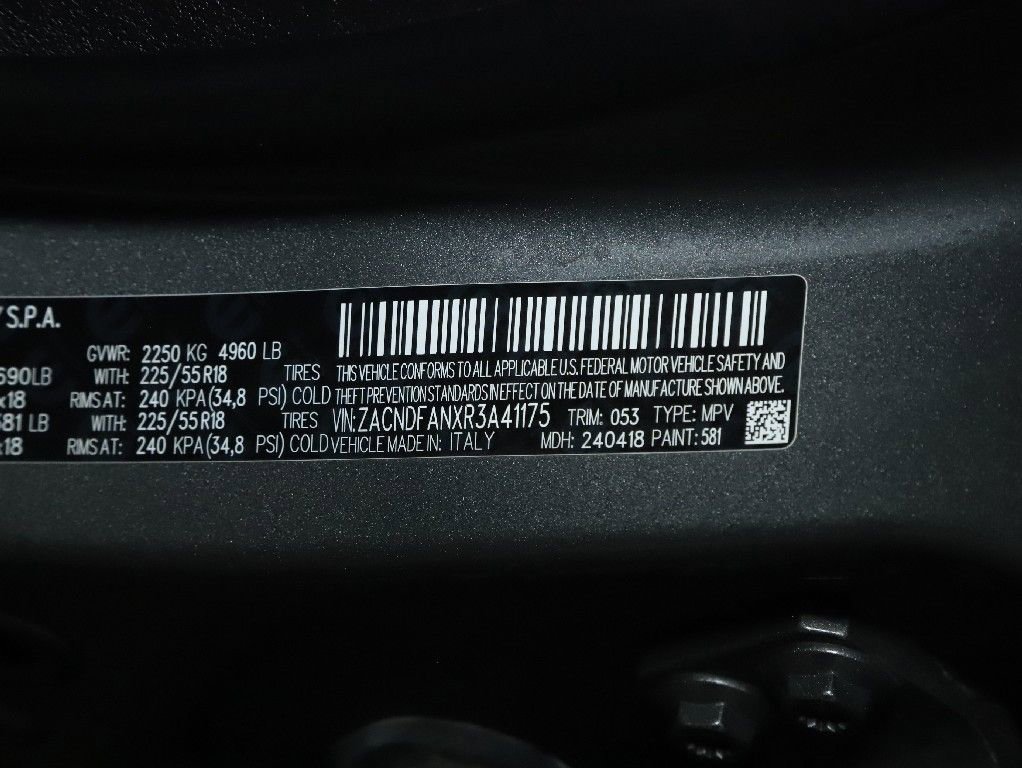 Y S.P.A.
GVWR: 2250 KG 4960 LB
690LB WITH: 225/55R18 TIRES THIS VEHICLE CONFORMS TO ALL APPLICABLE U.S. FEDERAL MOTOR VEHICLE SAFETY AND
x18 RIMS AT: 240 KPA(34,8 PSI) COLD THEFT PREVENTION STANDARDS IN EFFECT ON THE DATE OF MANUFACTURE SHOWN ABOVE.
581 LB WITH: 225/55R18 TIRES VIN:ZACNDFANXR3A41175 TRIM: 053 TYPE: MPV
x18 RIMS AT: 240 KPA(34,8 PSI) COLD VEHICLE MADE IN: ITALY MDH: 240418 PAINT: 581